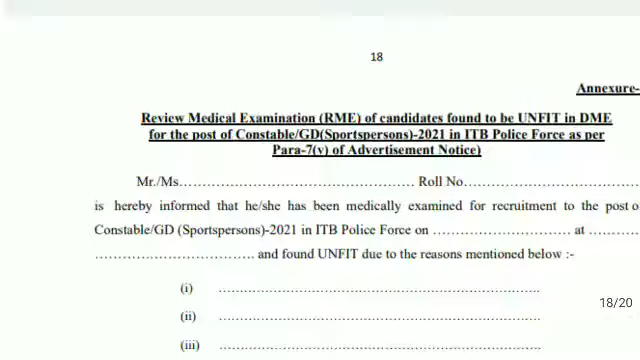 18
Annexure-
Review Medical Examination (RME) of candidates found to be UNFIT in DME
for the post of Constable/GD(Sportspersons)-2021 in ITB Police Force as per
Para-7(v) of Advertisement Notice)
Mr./Ms................................................... Roll No.....................................
is hereby informed that he/she has been medically examined for recruitment to the post o
Constable/GD (Sportspersons)-2021 in ITB Police Force on .............................. at ...........
................................... and found UNFIT due to the reasons mentioned below :-
(i) .....................................................................
18/20
(ii) .....................................................................
(iii) .....................................................................